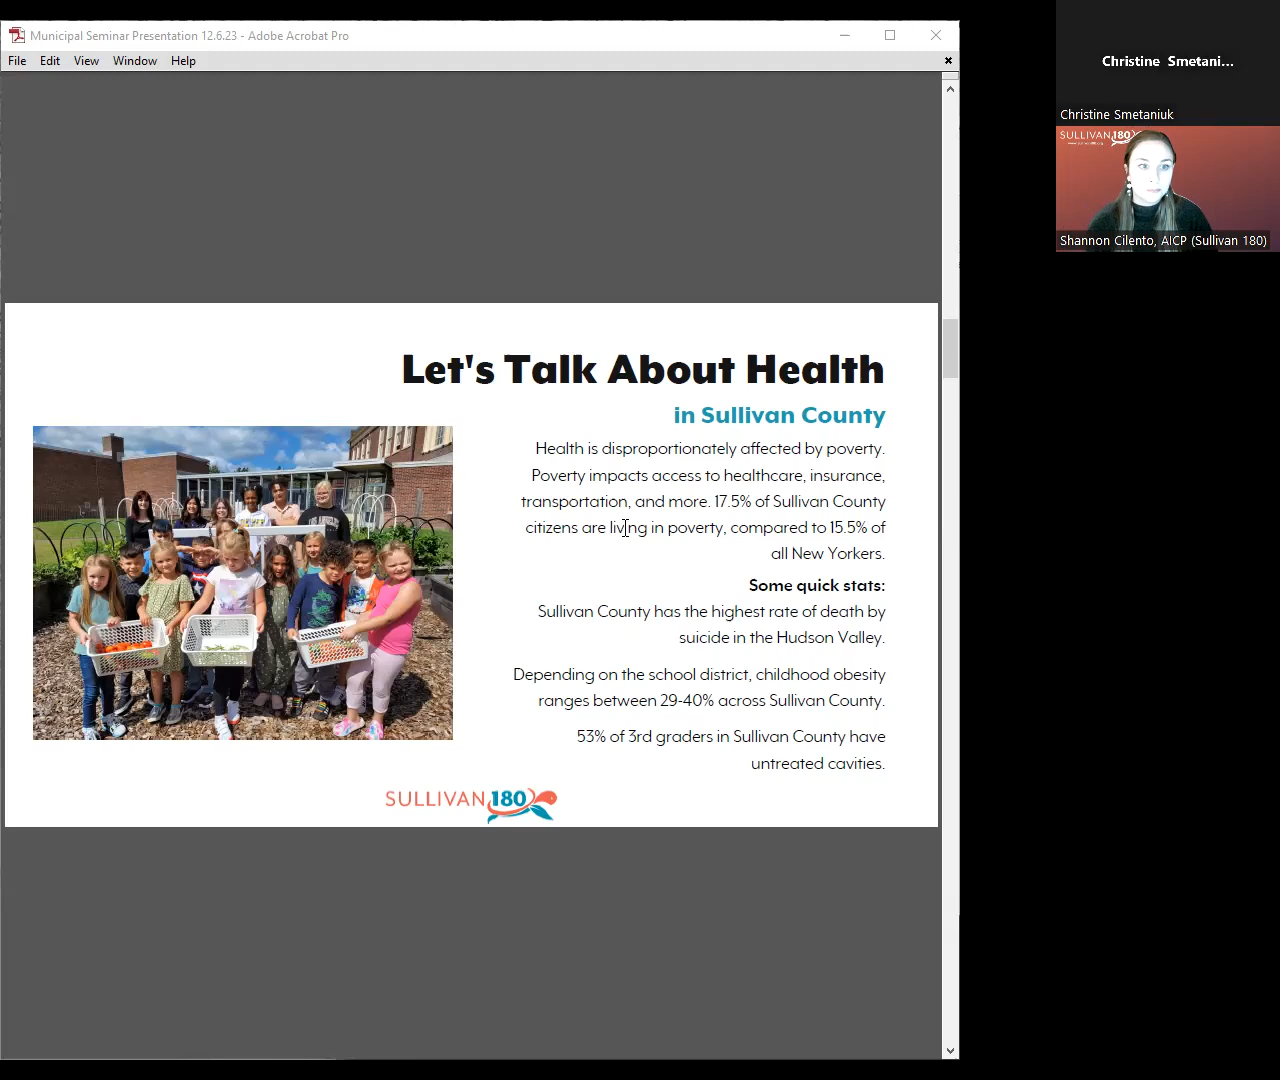 Municipal Seminar Presentation 12.6.23 - Adobe Acrobat Pro
File Edit View Window Help
Let's Talk About Health
in Sullivan County
Health is disproportionately affected by poverty.
Poverty impacts access to healthcare, insurance,
transportation, and more. 17.5% of Sullivan County
citizens are living in poverty, compared to 15.5% of
all New Yorkers.
Some quick stats:
Sullivan County has the highest rate of death by
suicide in the Hudson Valley.
Depending on the school district, childhood obesity
ranges between 29-40% across Sullivan County.
53% of 3rd graders in Sullivan County have
untreated cavities.
SULLIVAN 180
Christine Smetani...
Christine Smetaniuk
SULLIVAN 180
Shannon Cilento, AICP (Sullivan 180)